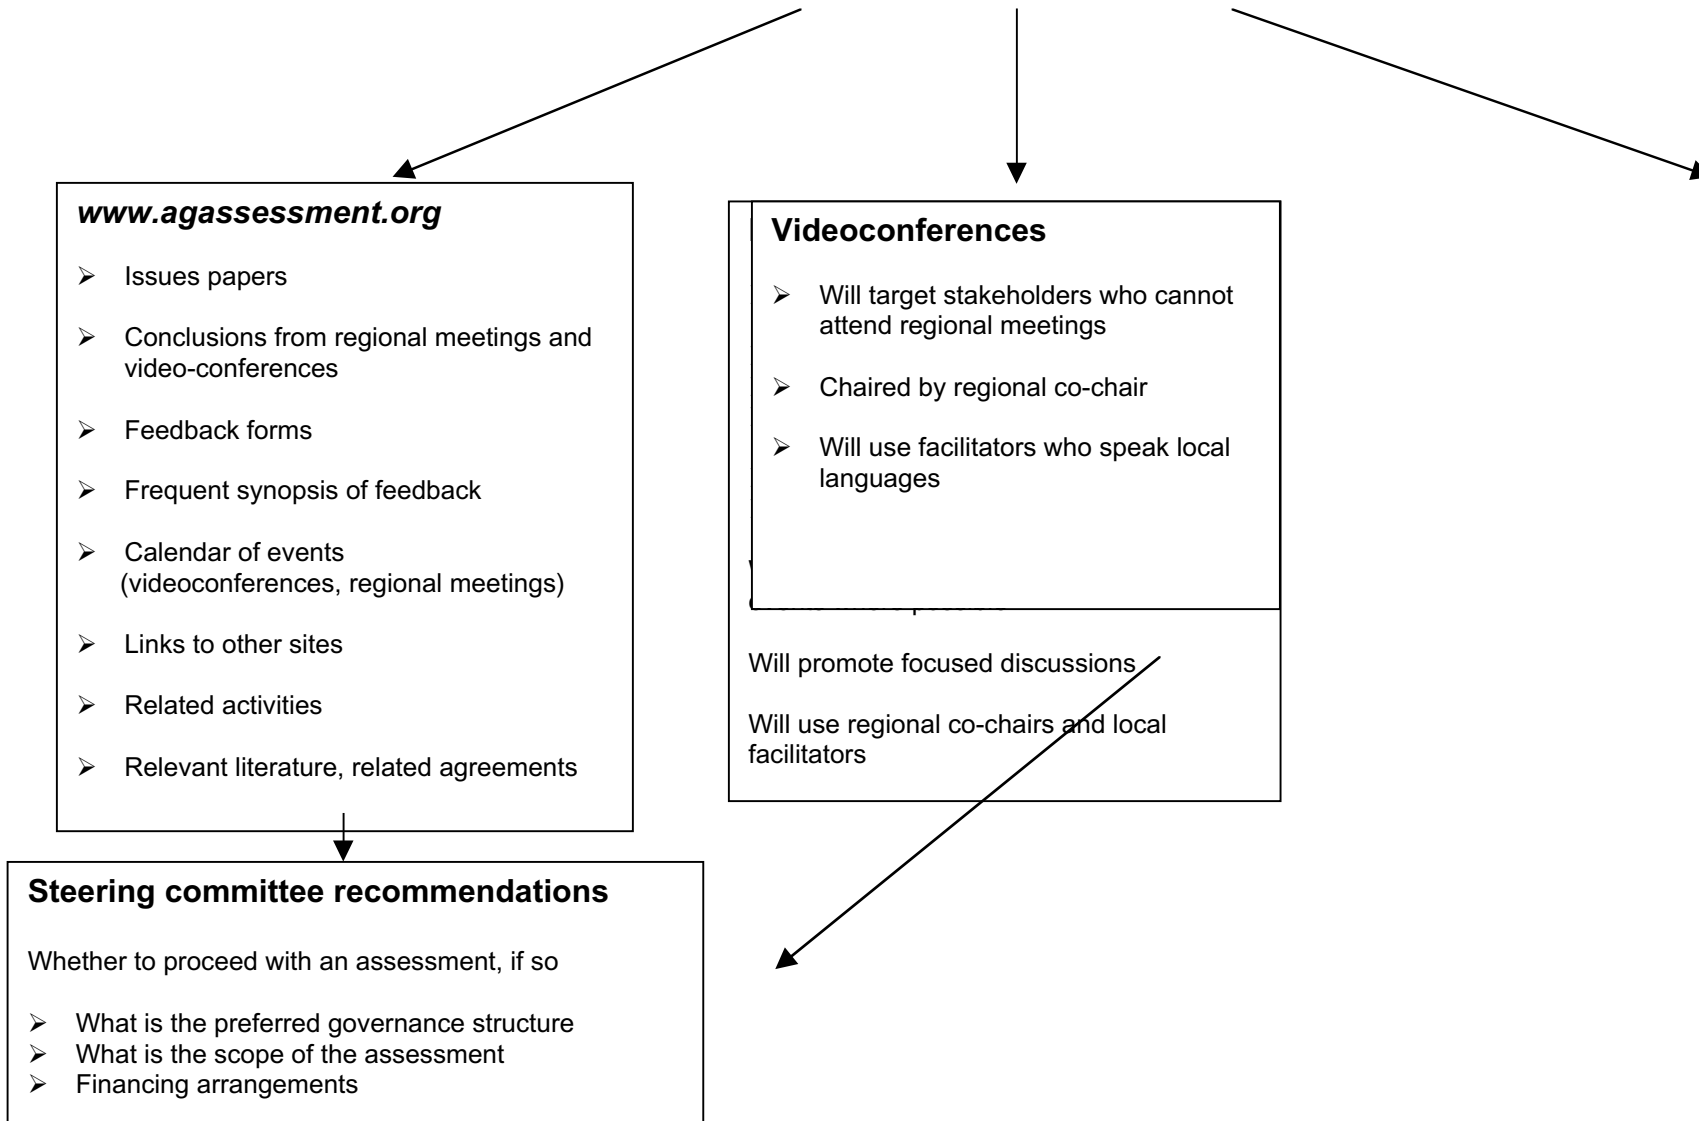 www.agassessment.org
➢ Issues papers
➢ Conclusions from regional meetings and
video-conferences
➢ Feedback forms
➢ Frequent synopsis of feedback
➢ Calendar of events
(videoconferences, regional meetings)
➢ Links to other sites
➢ Related activities
➢ Relevant literature, related agreements
Videoconferences
➢ Will target stakeholders who cannot
attend regional meetings
➢ Chaired by regional co-chair
➢ Will use facilitators who speak local
languages
Will promote focused discussions
Will use regional co-chairs and local
facilitators
Steering committee recommendations
Whether to proceed with an assessment, if so
➢ What is the preferred governance structure
➢ What is the scope of the assessment
➢ Financing arrangements